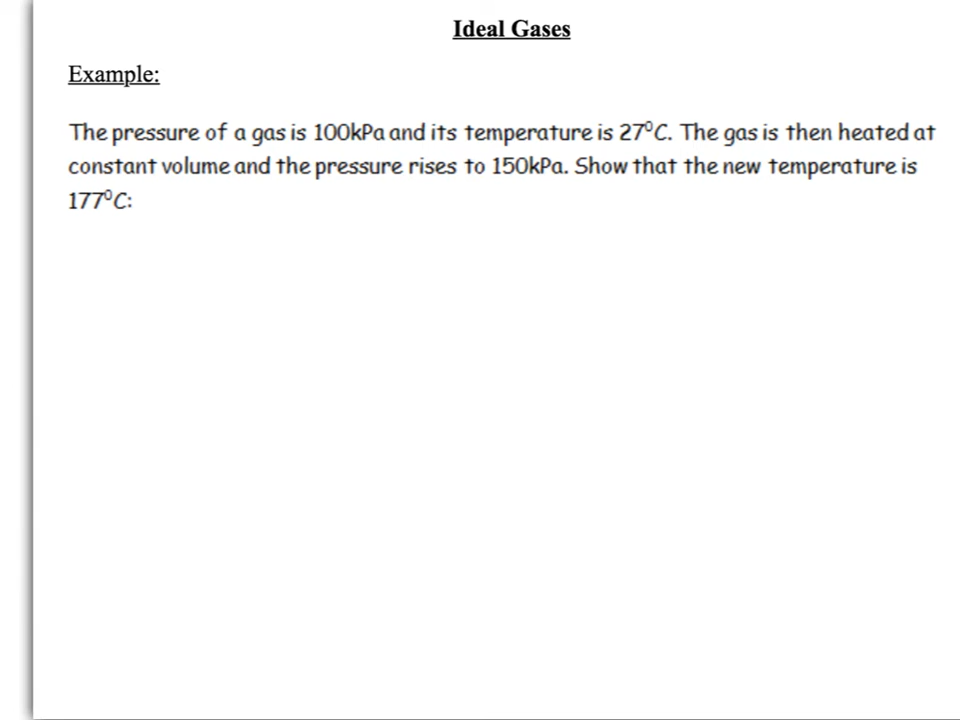 Ideal Gases
Example:
The pressure of a gas is 100kPa and its temperature is 27⁰C. The gas is then heated at
constant volume and the pressure rises to 150kPa. Show that the new temperature is
177⁰C: